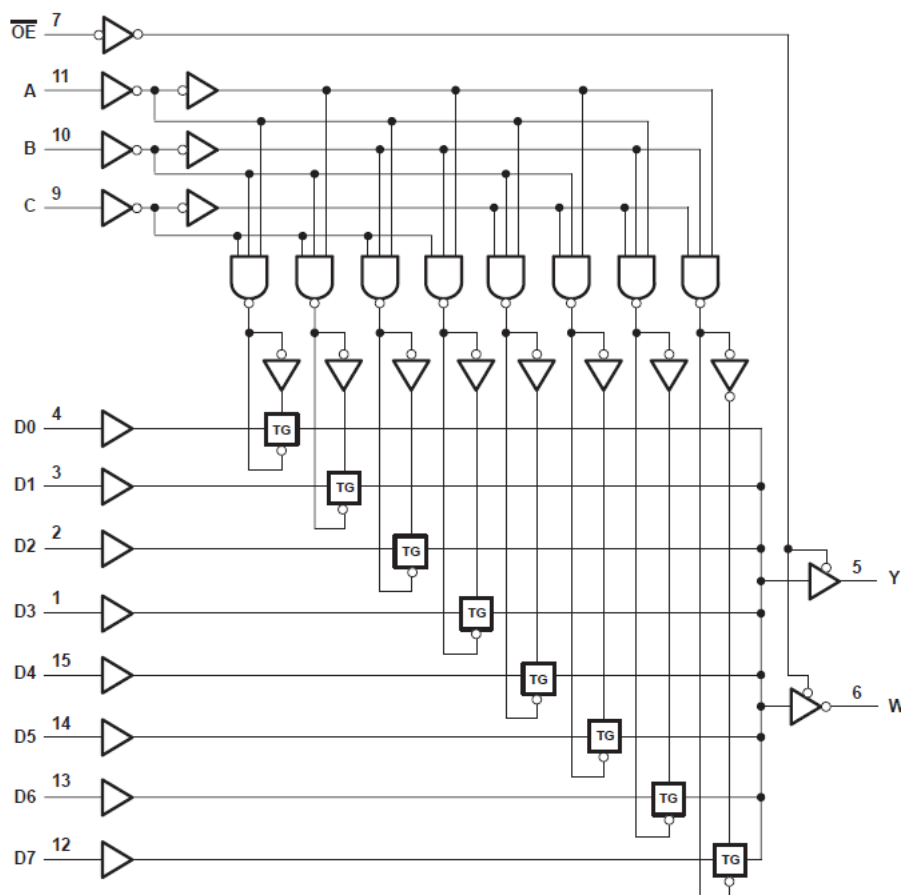 OE 7
A 11
B 10
C 9
D0 4
TG
D1 3
TG
D2 2
TG
5 Y
D3 1
TG
D4 15
TG
6 W
D5 14
TG
D6 13
TG
D7 12
TG